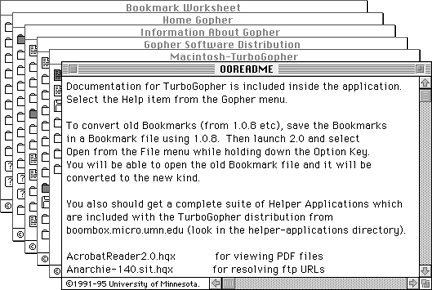 Bookmark Worksheet
Home Gopher
Information About Gopher
Gopher Software Distribution
Macintosh-TurboGopher
00README
Documentation for TurboGopher is included inside the application.
Select the Help item from the Gopher menu.
To convert old Bookmarks (from 1.0.8 etc), save the Bookmarks
in a Bookmark file using 1.0.8.  Then launch 2.0 and select
Open from the File menu while holding down the Option Key.
You will be able to open the old Bookmark file and it will be
converted to the new kind.
You also should get a complete suite of Helper Applications which
are included with the TurboGopher distribution from
boombox.micro.umn.edu (look in the helper-applications directory).
AcrobatReader2.0.hqx for viewing PDF files
Anarchie-140.sit.hqx for resolving ftp URLs
©1991-95 University of Minnesota.